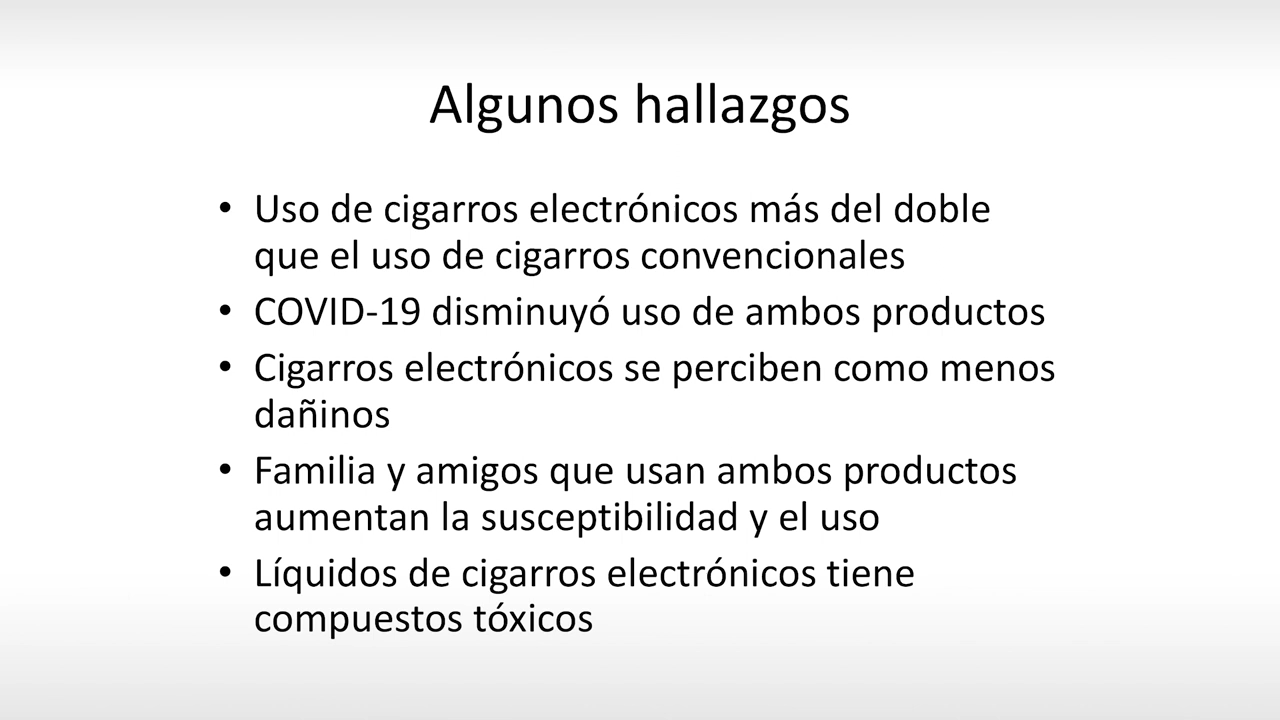 Algunos hallazgos
• Uso de cigarros electrónicos más del doble
que el uso de cigarros convencionales
• COVID-19 disminuyó uso de ambos productos
• Cigarros electrónicos se perciben como menos
dañinos
• Familia y amigos que usan ambos productos
aumentan la susceptibilidad y el uso
• Líquidos de cigarros electrónicos tiene
compuestos tóxicos